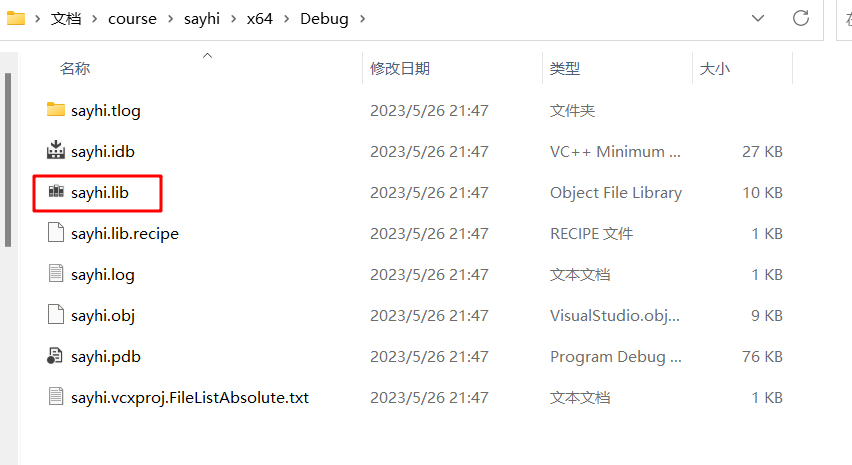 文档 > course > sayhi > x64 > Debug >
名称 修改日期 类型 大小
sayhi.tlog 2023/5/26 21:47 文件夹
sayhi.idb 2023/5/26 21:47 VC++ Minimum ... 27 KB
sayhi.lib 2023/5/26 21:47 Object File Library 10 KB
sayhi.lib.recipe 2023/5/26 21:47 RECIPE 文件 1 KB
sayhi.log 2023/5/26 21:47 文本文档 1 KB
sayhi.obj 2023/5/26 21:47 VisualStudio.obj... 9 KB
sayhi.pdb 2023/5/26 21:47 Program Debug ... 76 KB
sayhi.vcxproj.FileListAbsolute.txt 2023/5/26 21:47 文本文档 1 KB